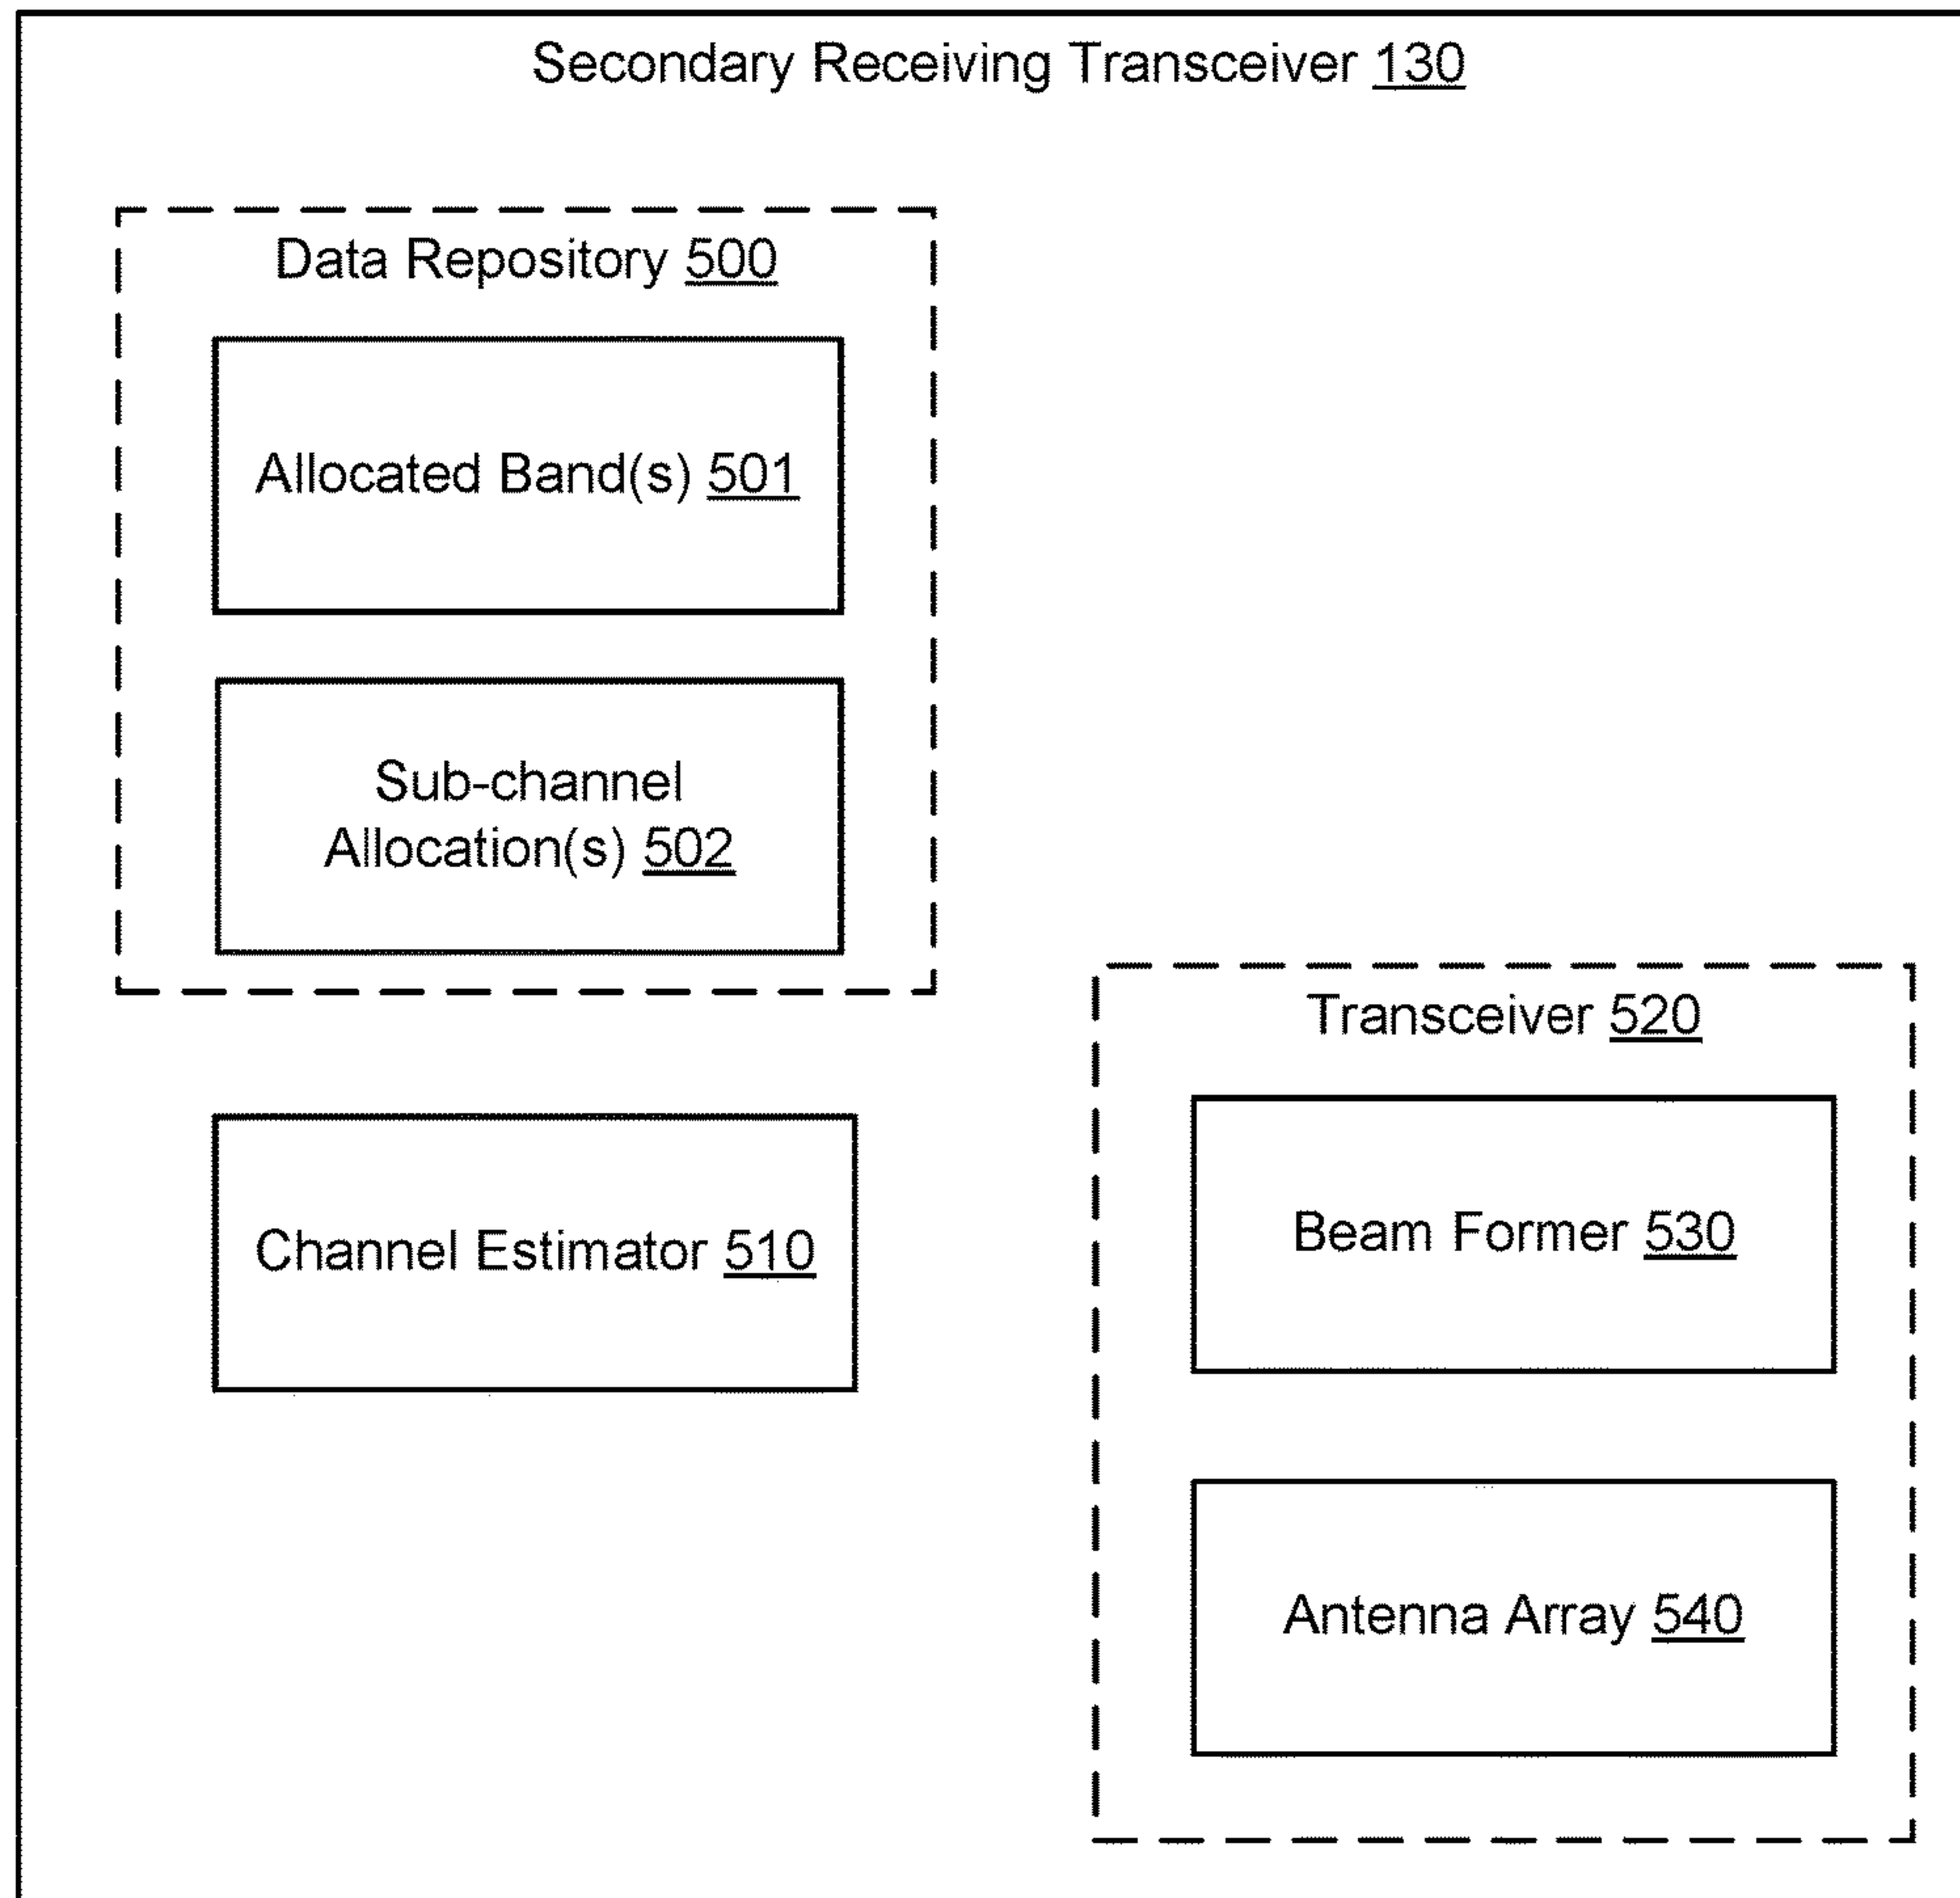 Secondary Receiving Transceiver 130
Data Repository 500
Allocated Band(s) 501
Sub-channel
Allocation(s) 502
Channel Estimator 510
Transceiver 520
Beam Former 530
Antenna Array 540